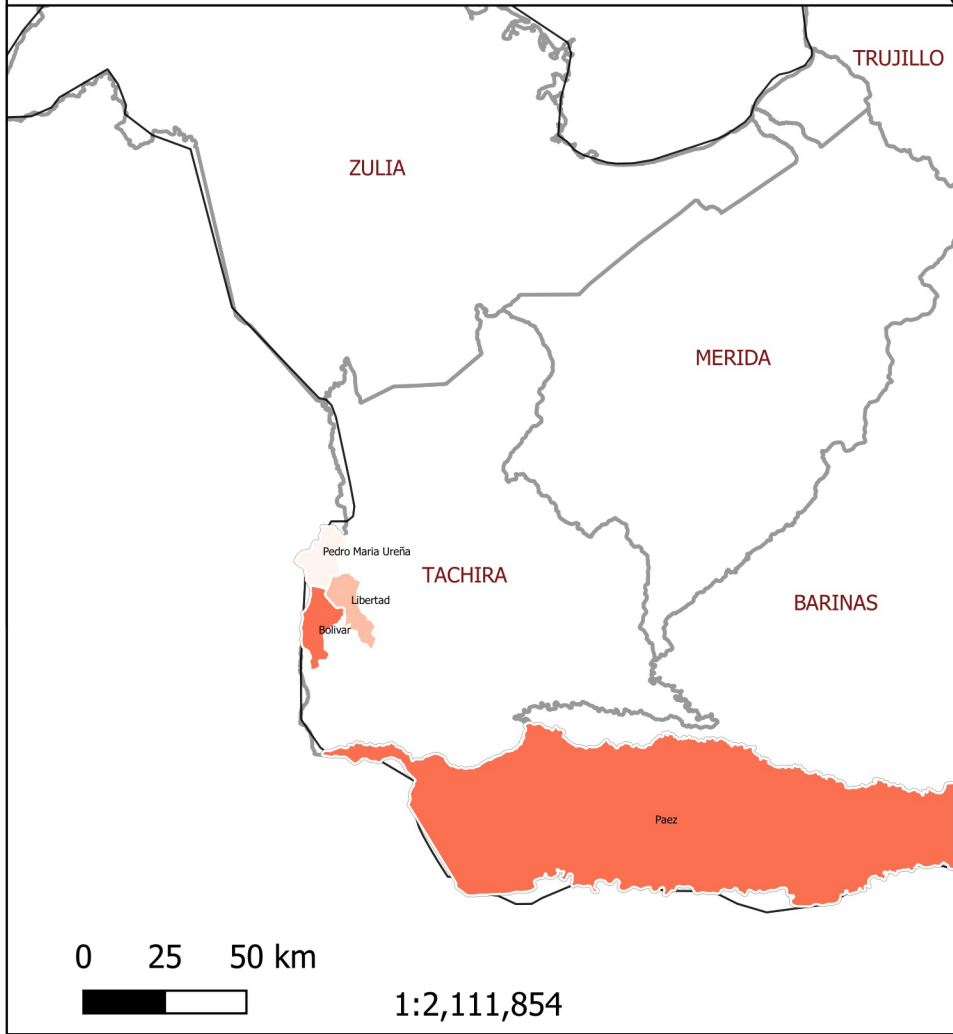 TRUJILLO
ZULIA
MERIDA
Pedro Maria Ureña
TACHIRA
Libertad
BARINAS
Bolivar
Paez
0 25 50 km
1:2,111,854